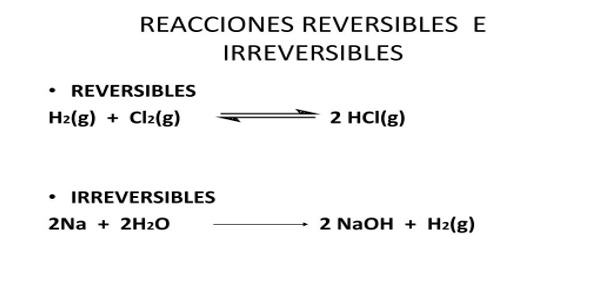 REACCIONES REVERSIBLES E
IRREVERSIBLES
• REVERSIBLES
H₂(g) + Cl₂(g) ⇌ 2 HCl(g)
• IRREVERSIBLES
2Na + 2H₂O → 2 NaOH + H₂(g)